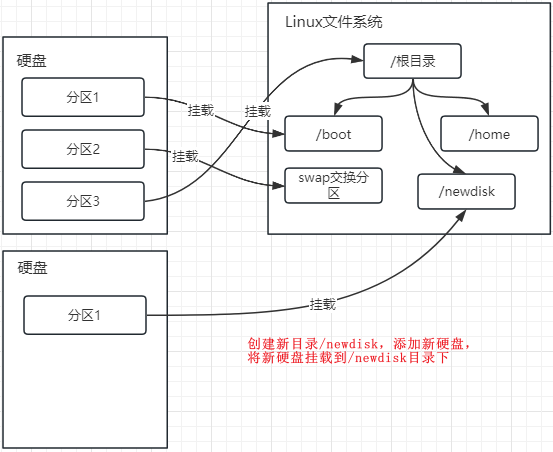 Linux文件系统
硬盘
/根目录
分区1
挂载
挂载
/boot
/home
分区2
挂载
swap交换分
区
/newdisk
分区3
硬盘
分区1
挂载
创建新目录/newdisk，添加新硬盘，
将新硬盘挂载到/newdisk目录下